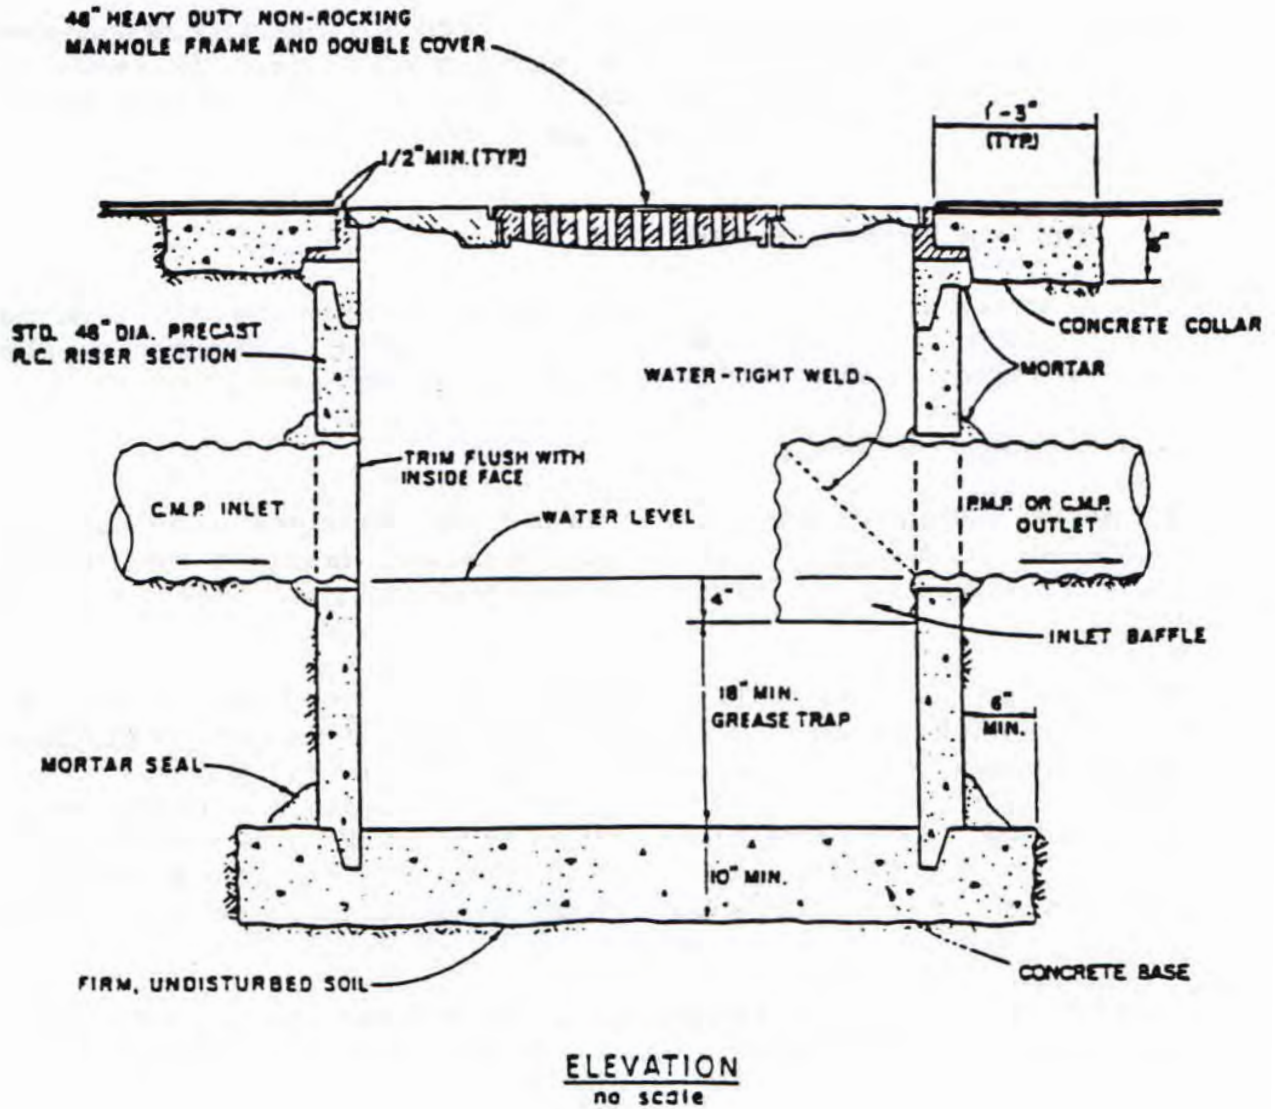 48" HEAVY DUTY NON-ROCKING
MANHOLE FRAME AND DOUBLE COVER
1'-3"
(TYP.)
1/2" MIN. (TYP.)
8"
STD. 48" DIA. PRECAST
R.C. RISER SECTION
CONCRETE COLLAR
MORTAR
WATER-TIGHT WELD
TRIM FLUSH WITH
INSIDE FACE
C.M.P. INLET
WATER LEVEL
P.M.P. OR C.M.P.
OUTLET
4"
INLET BAFFLE
18" MIN.
GREASE TRAP
6"
MIN.
MORTAR SEAL
10" MIN.
FIRM, UNDISTURBED SOIL
CONCRETE BASE
ELEVATION
no scale